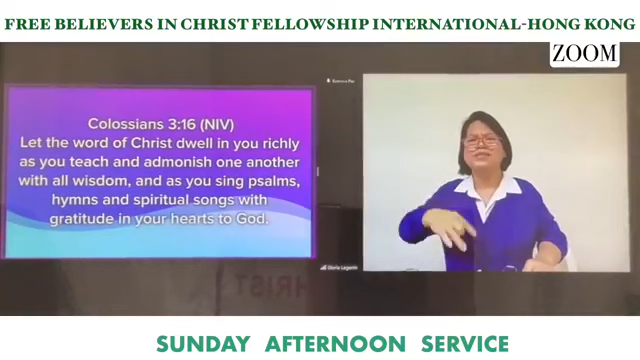 FREE BELIEVERS IN CHRIST FELLOWSHIP INTERNATIONAL-HONG KONG
ZOOM
Colossians 3:16 (NIV)
Let the word of Christ dwell in you richly
as you teach and admonish one another
with all wisdom, and as you sing psalms,
hymns and spiritual songs with
gratitude in your hearts to God.
SUNDAY AFTERNOON SERVICE